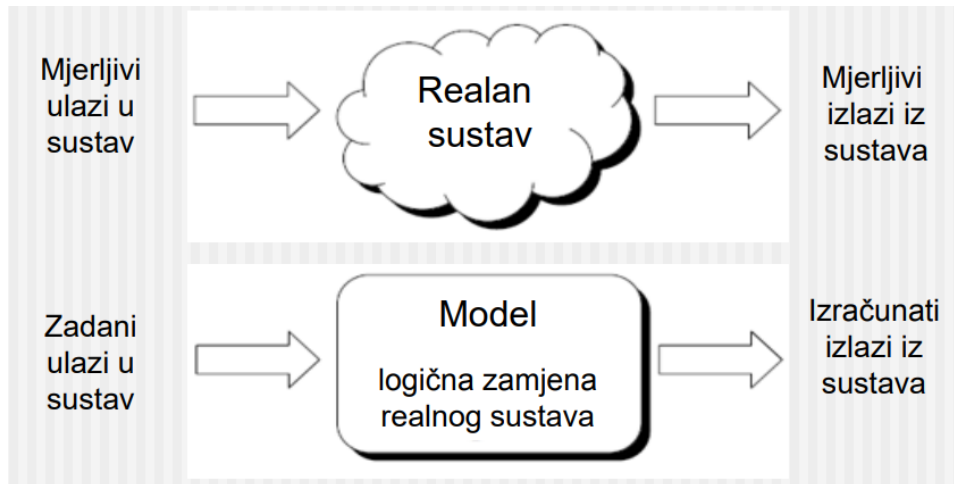 Mjerljivi
ulazi u
sustav
Realan
sustav
Mjerljivi
izlazi iz
sustava
Zadani
ulazi u
sustav
Model
logična zamjena
realnog sustava
Izračunati
izlazi iz
sustava